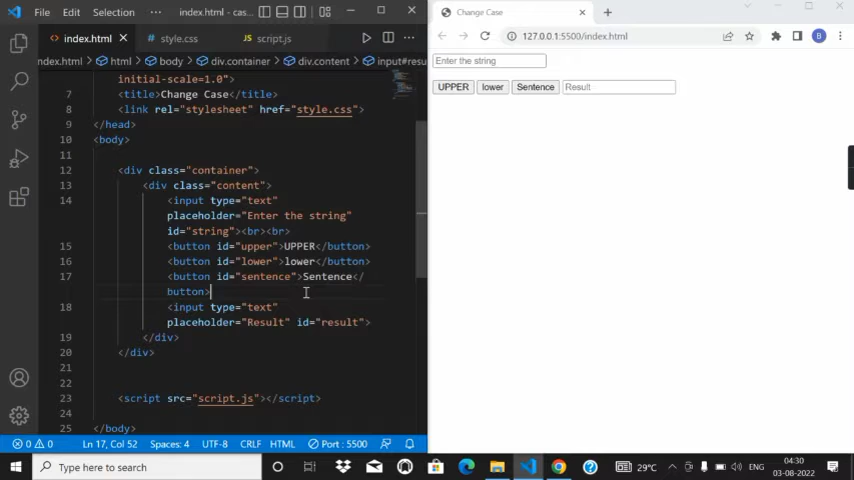 File Edit Selection ··· index.html - cas...
index.html style.css JS script.js
index.html > html > body > div.container > div.content > input#resu
initial-scale=1.0">
7 <title>Change Case</title>
8 <link rel="stylesheet" href="style.css">
9 </head>
10 <body>
11
12 <div class="container">
13 <div class="content">
14 <input type="text"
placeholder="Enter the string"
id="string"><br><br>
15 <button id="upper">UPPER</button>
16 <button id="lower">lower</button>
17 <button id="sentence">Sentence</
button>
18 <input type="text"
placeholder="Result" id="result">
19 </div>
20 </div>
21
22
23 <script src="script.js"></script>
24
25 </body>
0 0 Ln 17, Col 52 Spaces: 4 UTF-8 CRLF HTML Port : 5500
Change Case
127.0.0.1:5500/index.html B
Enter the string
UPPER lower Sentence Result
Type here to search 29°C ENG 04:30
03-08-2022